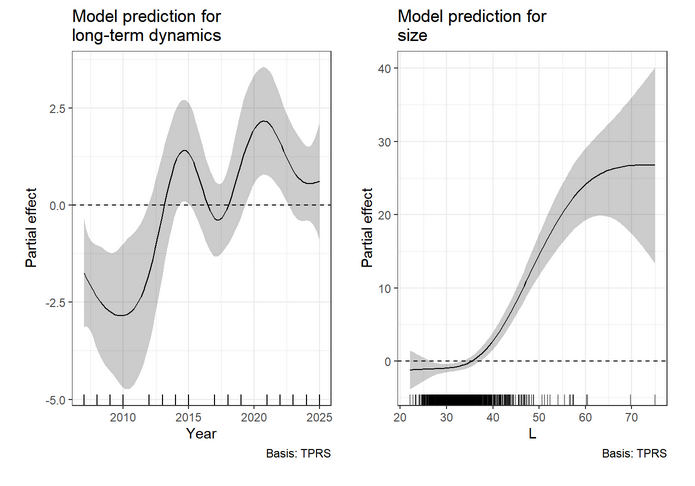 Model prediction for
long-term dynamics
Partial effect
2.5
0.0
-2.5
-5.0
2010 2015 2020 2025
Year
Basis: TPRS
Model prediction for
size
Partial effect
40
30
20
10
0
20 30 40 50 60 70
L
Basis: TPRS